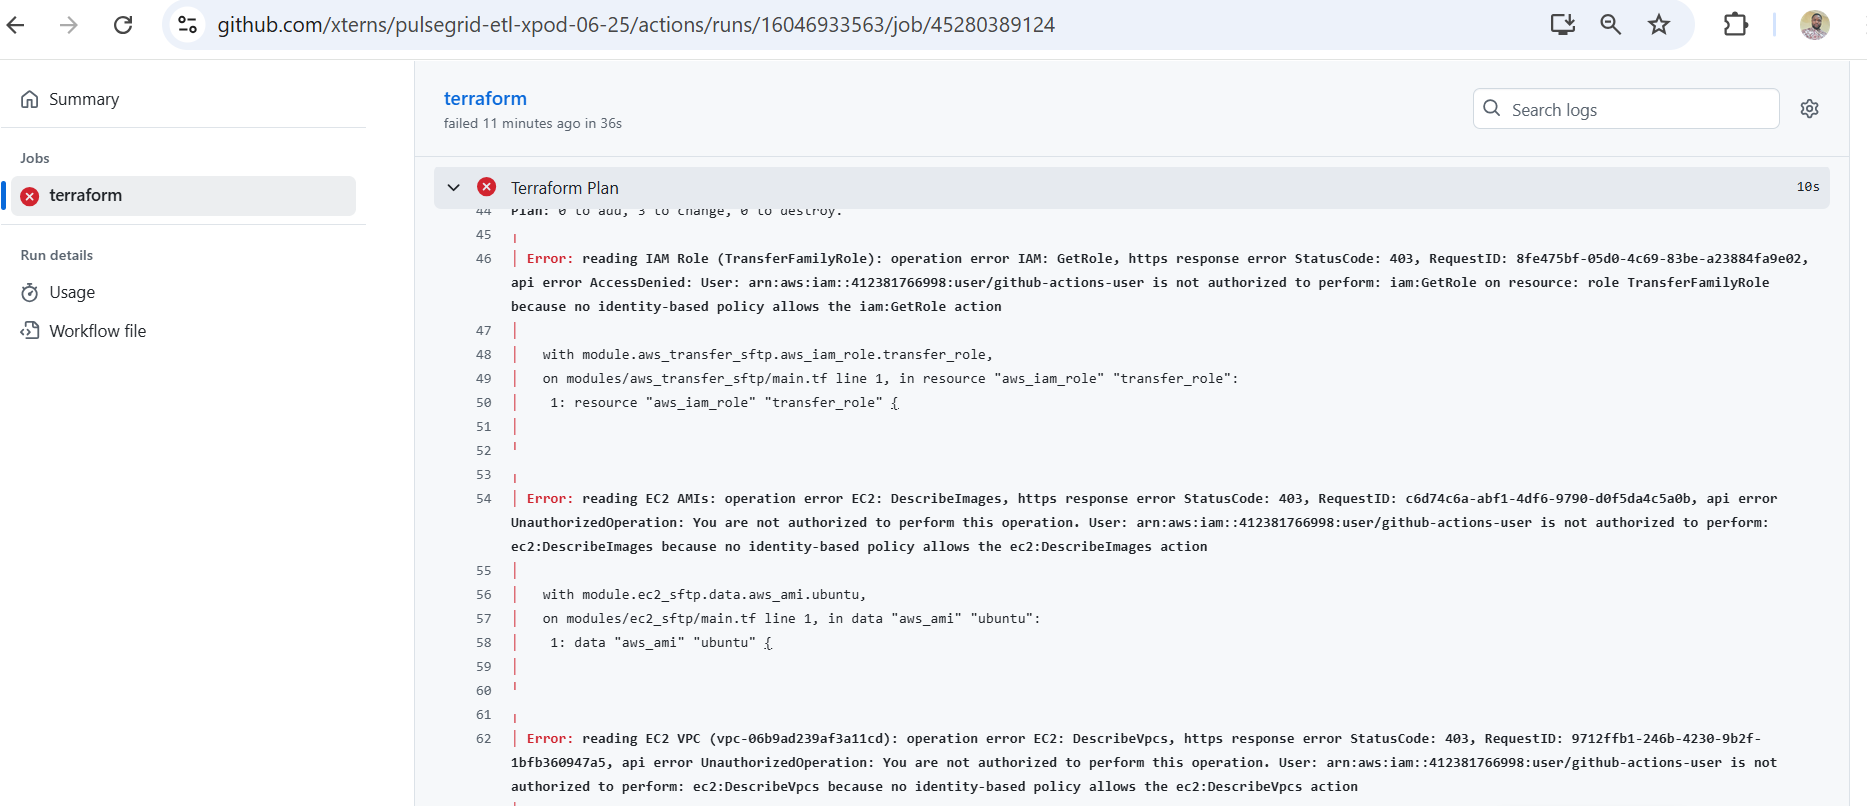 github.com/xterns/pulsegrid-etl-xpod-06-25/actions/runs/16046933563/job/45280389124
Summary
Jobs
terraform
Run details
Usage
Workflow file
terraform
failed 11 minutes ago in 36s
Search logs
Terraform Plan
10s
44 Plan: 0 to add, 3 to change, 0 to destroy.
45
46 Error: reading IAM Role (TransferFamilyRole): operation error IAM: GetRole, https response error StatusCode: 403, RequestID: 8fe475bf-05d0-4c69-83be-a23884fa9e02,
api error AccessDenied: User: arn:aws:iam::412381766998:user/github-actions-user is not authorized to perform: iam:GetRole on resource: role TransferFamilyRole
because no identity-based policy allows the iam:GetRole action
47
48 with module.aws_transfer_sftp.aws_iam_role.transfer_role,
49 on modules/aws_transfer_sftp/main.tf line 1, in resource "aws_iam_role" "transfer_role":
50 1: resource "aws_iam_role" "transfer_role" {
51
52
53
54 Error: reading EC2 AMIs: operation error EC2: DescribeImages, https response error StatusCode: 403, RequestID: c6d74c6a-abf1-4df6-9790-d0f5da4c5a0b, api error
UnauthorizedOperation: You are not authorized to perform this operation. User: arn:aws:iam::412381766998:user/github-actions-user is not authorized to perform:
ec2:DescribeImages because no identity-based policy allows the ec2:DescribeImages action
55
56 with module.ec2_sftp.data.aws_ami.ubuntu,
57 on modules/ec2_sftp/main.tf line 1, in data "aws_ami" "ubuntu":
58 1: data "aws_ami" "ubuntu" {
59
60
61
62 Error: reading EC2 VPC (vpc-06b9ad239af3a11cd): operation error EC2: DescribeVpcs, https response error StatusCode: 403, RequestID: 9712ffb1-246b-4230-9b2f-
1bfb360947a5, api error UnauthorizedOperation: You are not authorized to perform this operation. User: arn:aws:iam::412381766998:user/github-actions-user is not
authorized to perform: ec2:DescribeVpcs because no identity-based policy allows the ec2:DescribeVpcs action